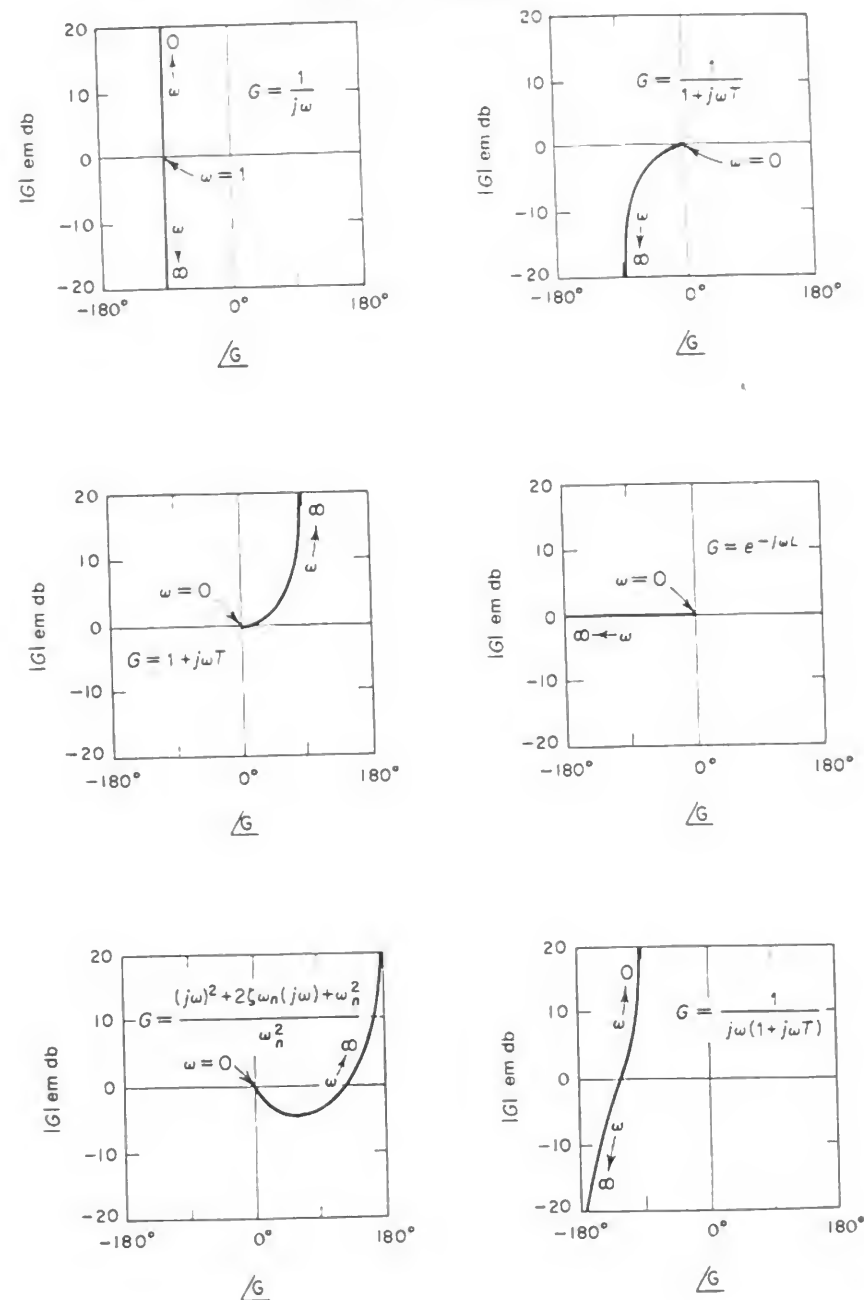 20
10
0
-10
-20
|G| em db
ω→0
G = 1/jω
ω = 1
ω→∞
-180° 0° 180°
/G
20
10
0
-10
-20
|G| em db
G = 1/(1+jωT)
ω = 0
ω→∞
-180° 0° 180°
/G
20
10
0
-10
-20
|G| em db
ω→∞
ω = 0
G = 1+jωT
-180° 0° 180°
/G
20
10
0
-10
-20
|G| em db
G = e^{-jωL}
ω = 0
∞←ω
-180° 0° 180°
/G
20
10
0
-10
-20
|G| em db
G = ((jω)² + 2ζωn(jω) + ωn²)/ωn²
ω = 0
ω→∞
-180° 0° 180°
/G
20
10
0
-10
-20
|G| em db
ω→0
G = 1/(jω(1+jωT))
ω→∞
-180° 0° 180°
/G